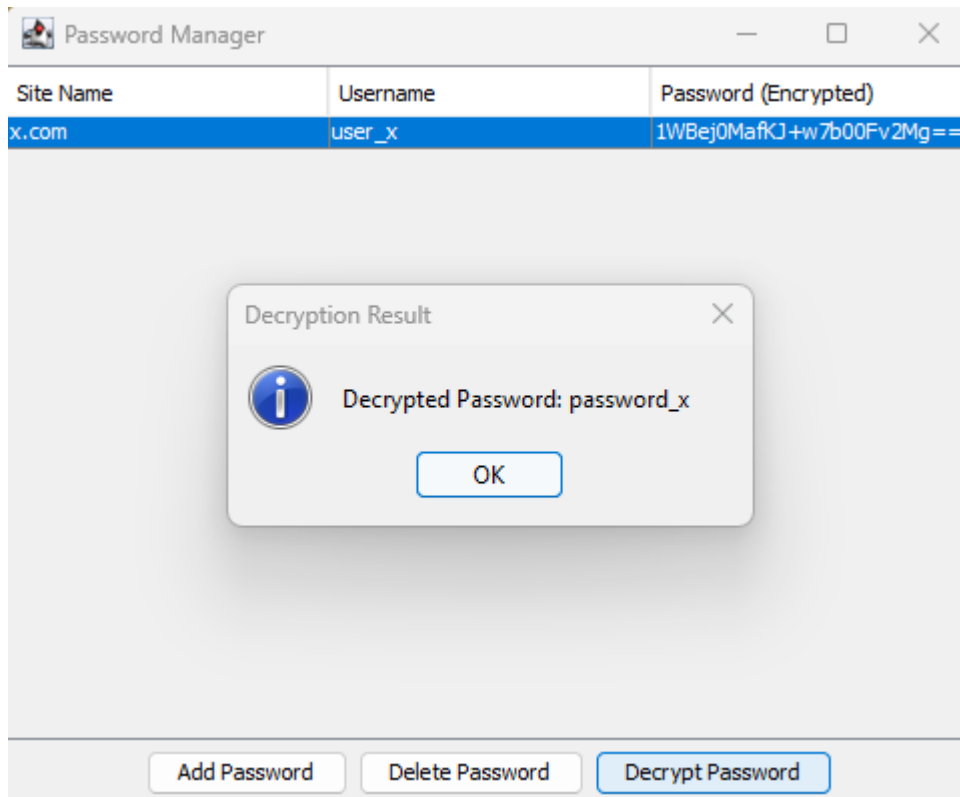 Password Manager
Site Name Username Password (Encrypted)
x.com user_x 1WBej0MafKJ+w7b00Fv2Mg==
Decryption Result
Decrypted Password: password_x
OK
Add Password Delete Password Decrypt Password